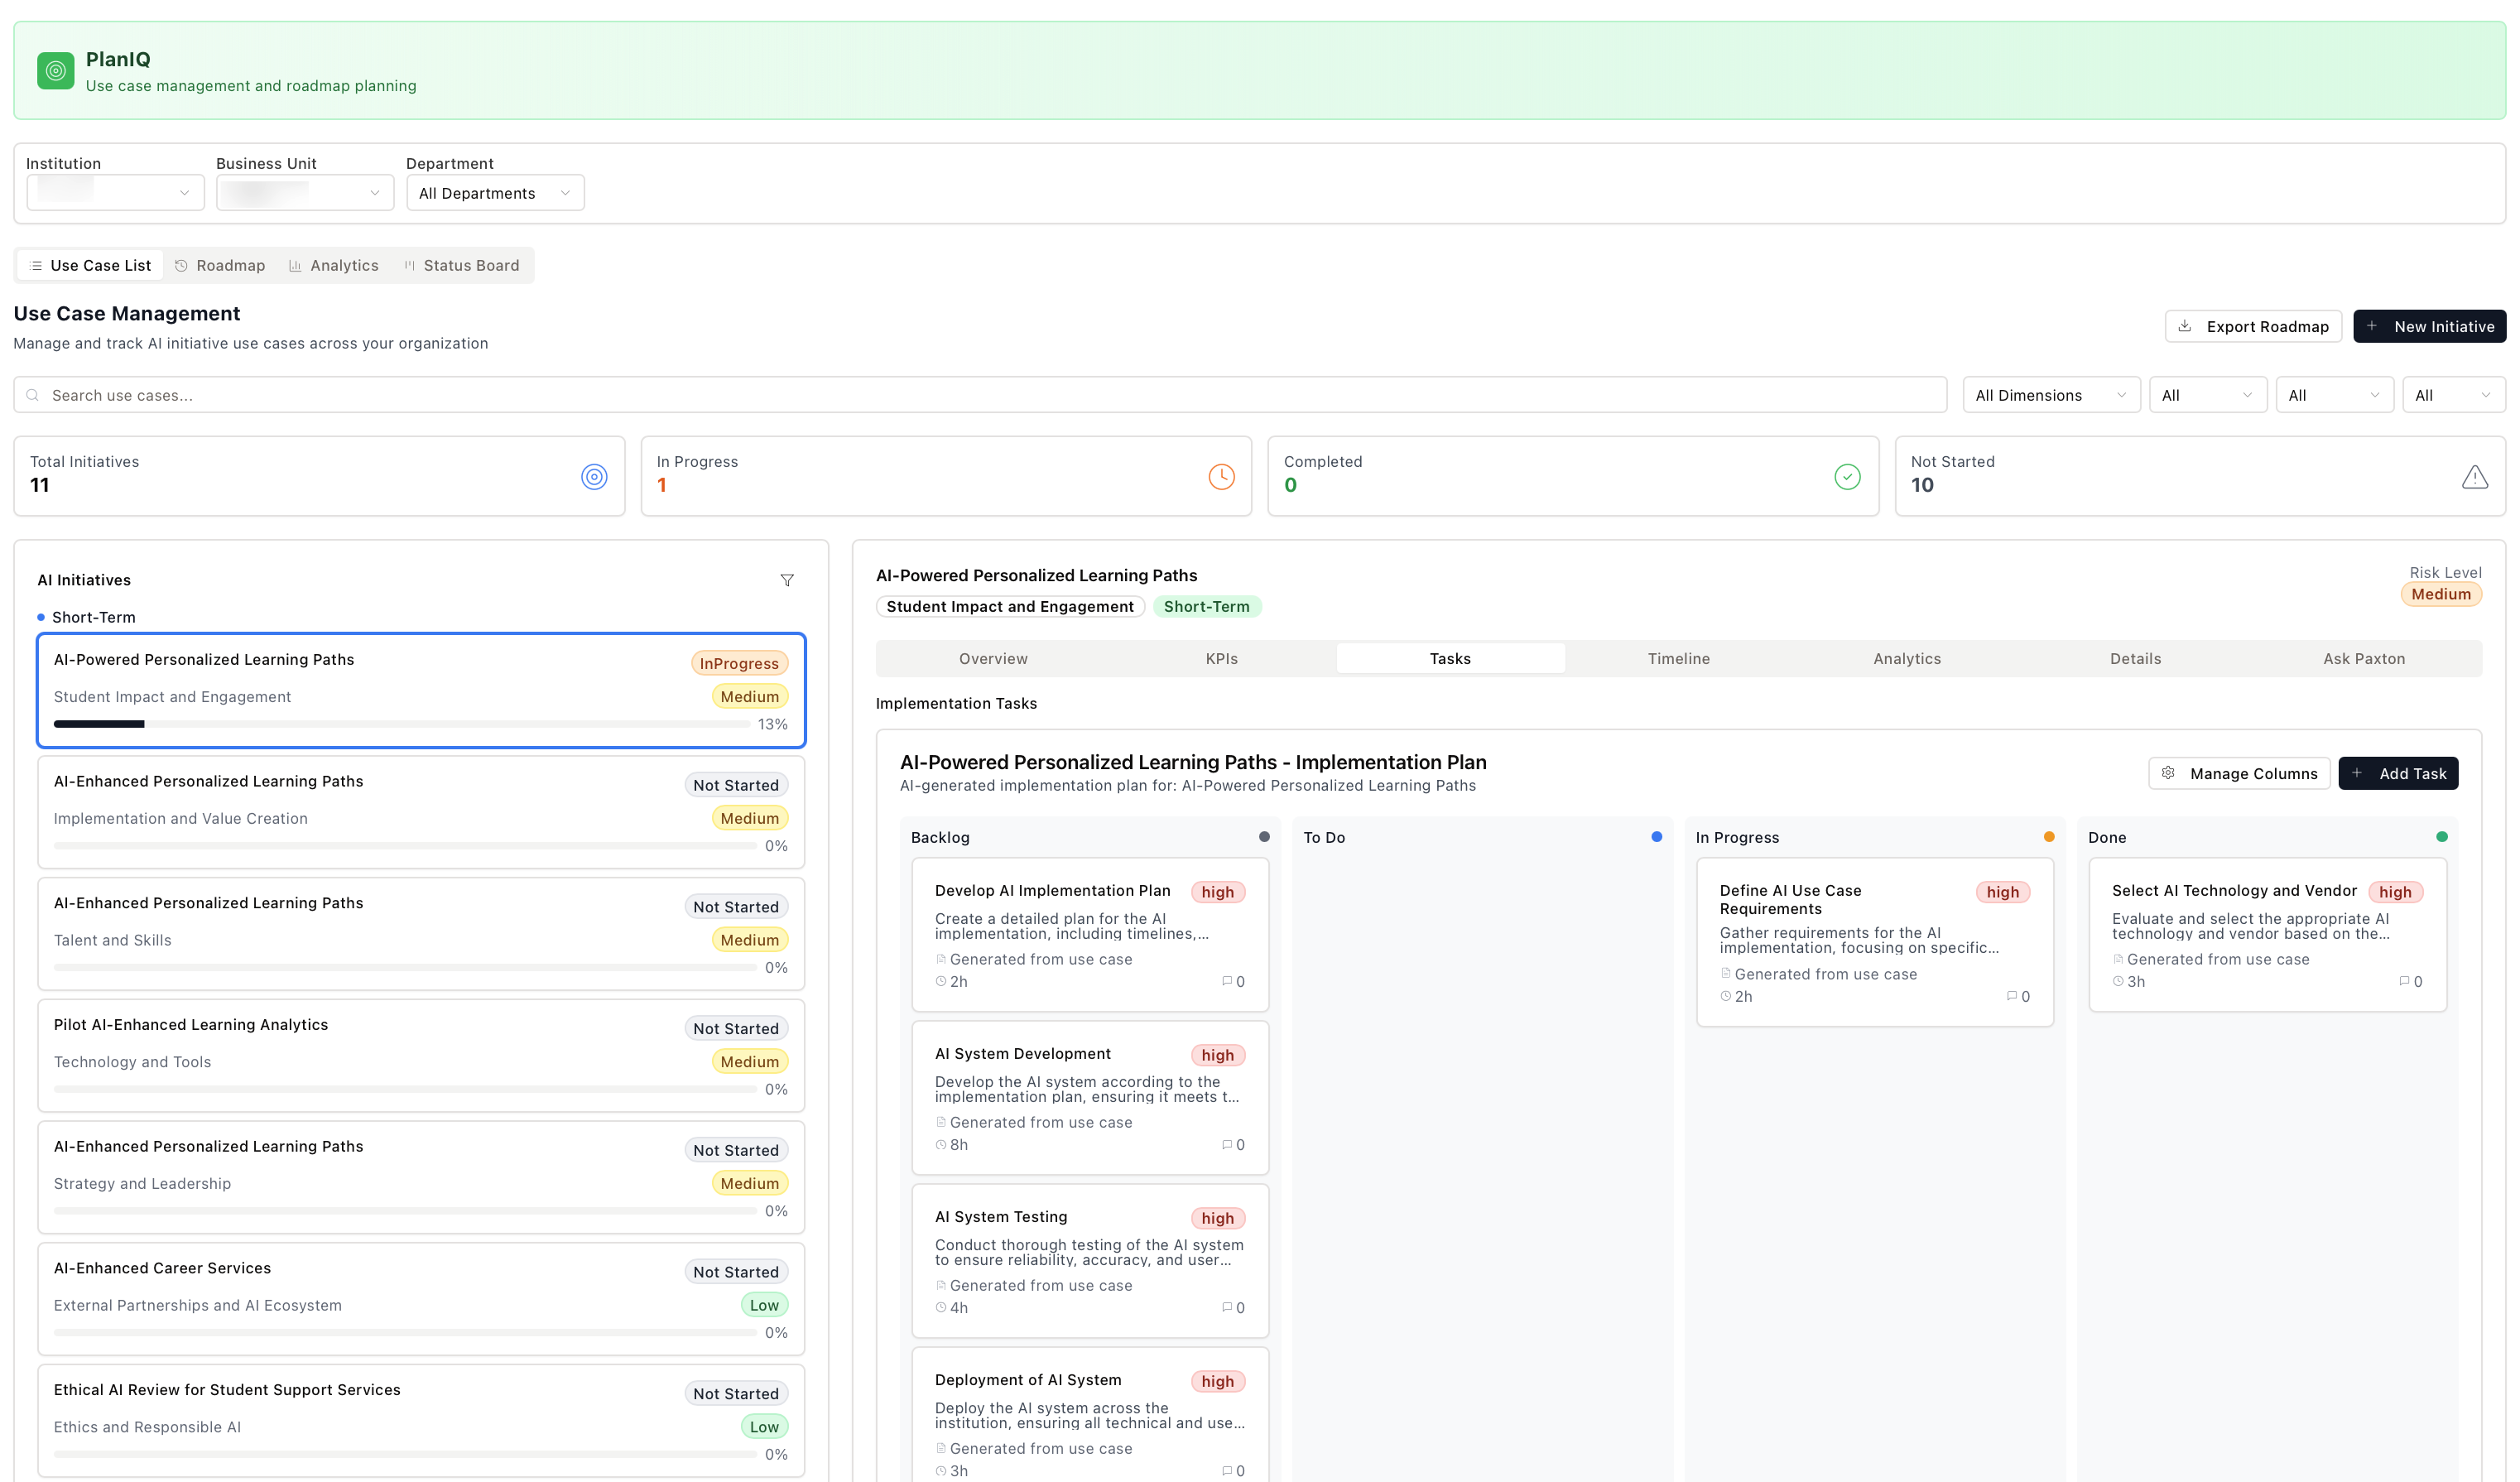 PlanIQ
Use case management and roadmap planning
Institution
Business Unit
Department
All Departments
Use Case List
Roadmap
Analytics
Status Board
Use Case Management
Manage and track AI initiative use cases across your organization
Export Roadmap
New Initiative
Search use cases...
All Dimensions
All
All
All
Total Initiatives
11
In Progress
1
Completed
0
Not Started
10
AI Initiatives
Short-Term
AI-Powered Personalized Learning Paths
InProgress
Student Impact and Engagement
Medium
13%
AI-Enhanced Personalized Learning Paths
Not Started
Implementation and Value Creation
Medium
0%
AI-Enhanced Personalized Learning Paths
Not Started
Talent and Skills
Medium
0%
Pilot AI-Enhanced Learning Analytics
Not Started
Technology and Tools
Medium
0%
AI-Enhanced Personalized Learning Paths
Not Started
Strategy and Leadership
Medium
0%
AI-Enhanced Career Services
Not Started
External Partnerships and AI Ecosystem
Low
0%
Ethical AI Review for Student Support Services
Not Started
Ethics and Responsible AI
Low
0%
AI-Powered Personalized Learning Paths
Student Impact and Engagement
Short-Term
Risk Level
Medium
Overview
KPIs
Tasks
Timeline
Analytics
Details
Ask Paxton
Implementation Tasks
AI-Powered Personalized Learning Paths - Implementation Plan
AI-generated implementation plan for: AI-Powered Personalized Learning Paths
Manage Columns
Add Task
Backlog
Develop AI Implementation Plan
high
Create a detailed plan for the AI
implementation, including timelines,...
Generated from use case
2h
0
AI System Development
high
Develop the AI system according to the
implementation plan, ensuring it meets t...
Generated from use case
8h
0
AI System Testing
high
Conduct thorough testing of the AI system
to ensure reliability, accuracy, and user...
Generated from use case
4h
0
Deployment of AI System
high
Deploy the AI system across the
institution, ensuring all technical and use...
Generated from use case
3h
0
To Do
In Progress
Define AI Use Case
Requirements
high
Gather requirements for the AI
implementation, focusing on specific...
Generated from use case
2h
0
Done
Select AI Technology and Vendor
high
Evaluate and select the appropriate AI
technology and vendor based on the...
Generated from use case
3h
0